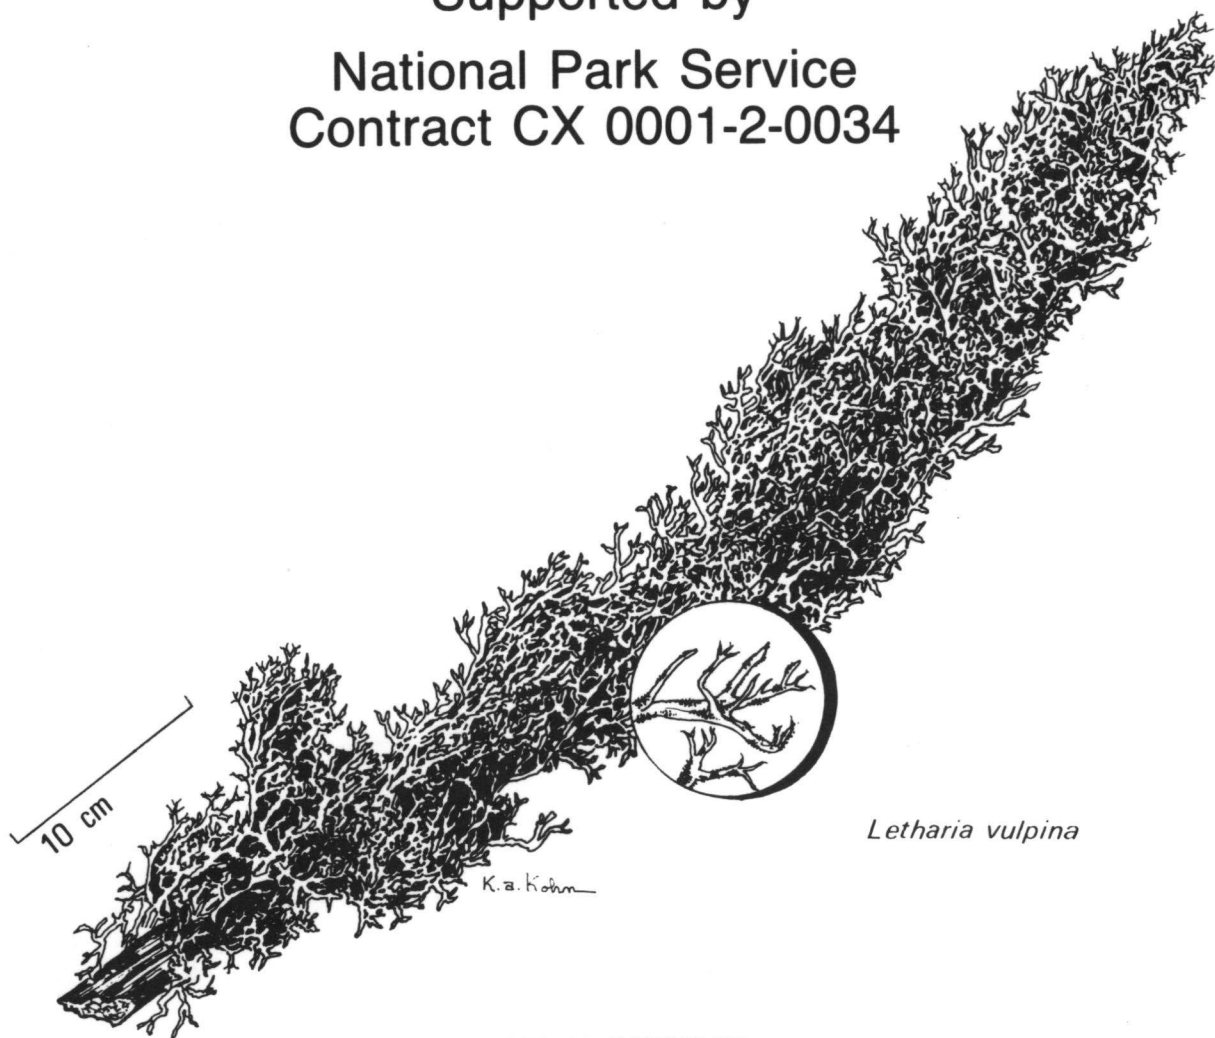 Supported by
National Park Service
Contract CX 0001-2-0034
10 cm
Letharia vulpina
K.a.Kohn